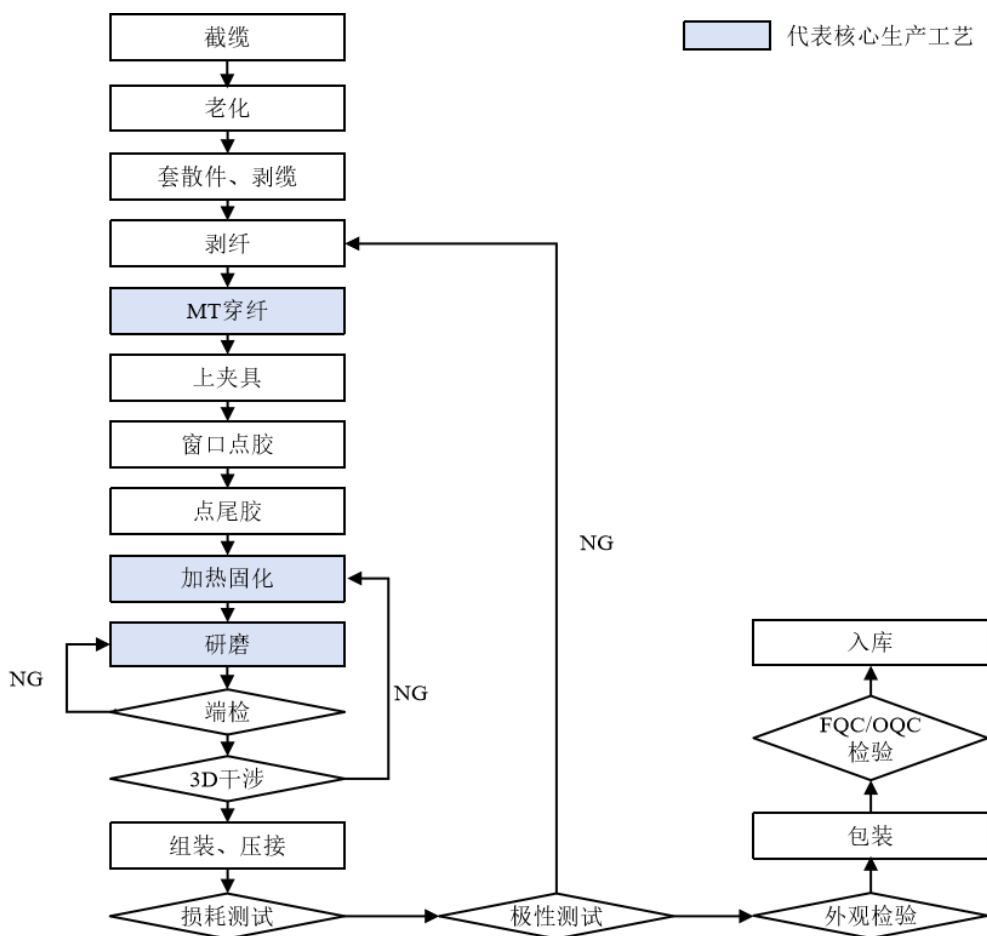 截缆
代表核心生产工艺
老化
套散件、剥缆
剥纤
MT穿纤
上夹具
窗口点胶
点尾胶
NG
加热固化
研磨
NG
NG
端检
3D干涉
组装、压接
损耗测试
极性测试
外观检验
包装
FQC/OQC
检验
入库